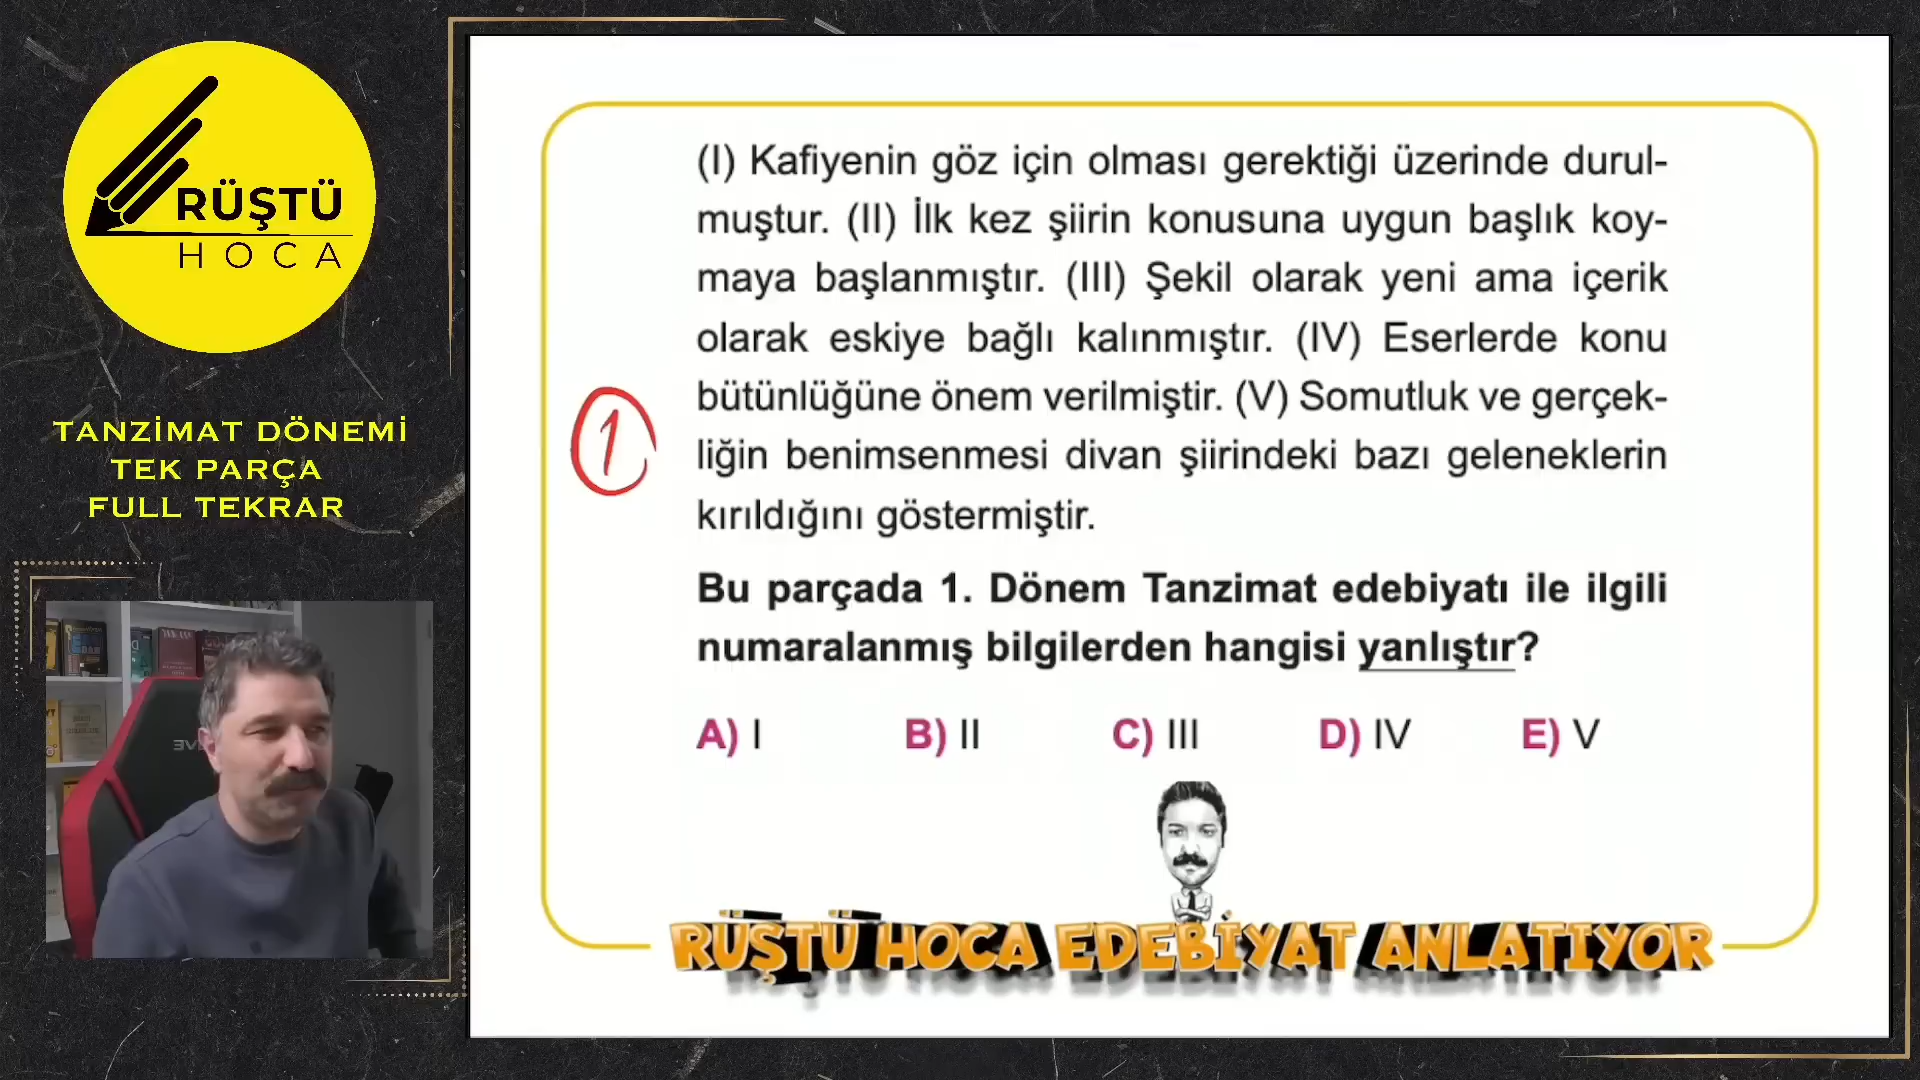 RÜŞTÜ
HOCA
TANZİMAT DÖNEMİ
TEK PARÇA
FULL TEKRAR
(I) Kafiyenin göz için olması gerektiği üzerinde durul-
muştur. (II) İlk kez şiirin konusuna uygun başlık koy-
maya başlanmıştır. (III) Şekil olarak yeni ama içerik
olarak eskiye bağlı kalınmıştır. (IV) Eserlerde konu
bütünlüğüne önem verilmiştir. (V) Somutluk ve gerçek-
liğin benimsenmesi divan şiirindeki bazı geleneklerin
kırıldığını göstermiştir.
1
Bu parçada 1. Dönem Tanzimat edebiyatı ile ilgili
numaralanmış bilgilerden hangisi yanlıştır?
A) I B) II C) III D) IV E) V
RÜŞTÜ HOCA EDEBİYAT ANLATIYOR